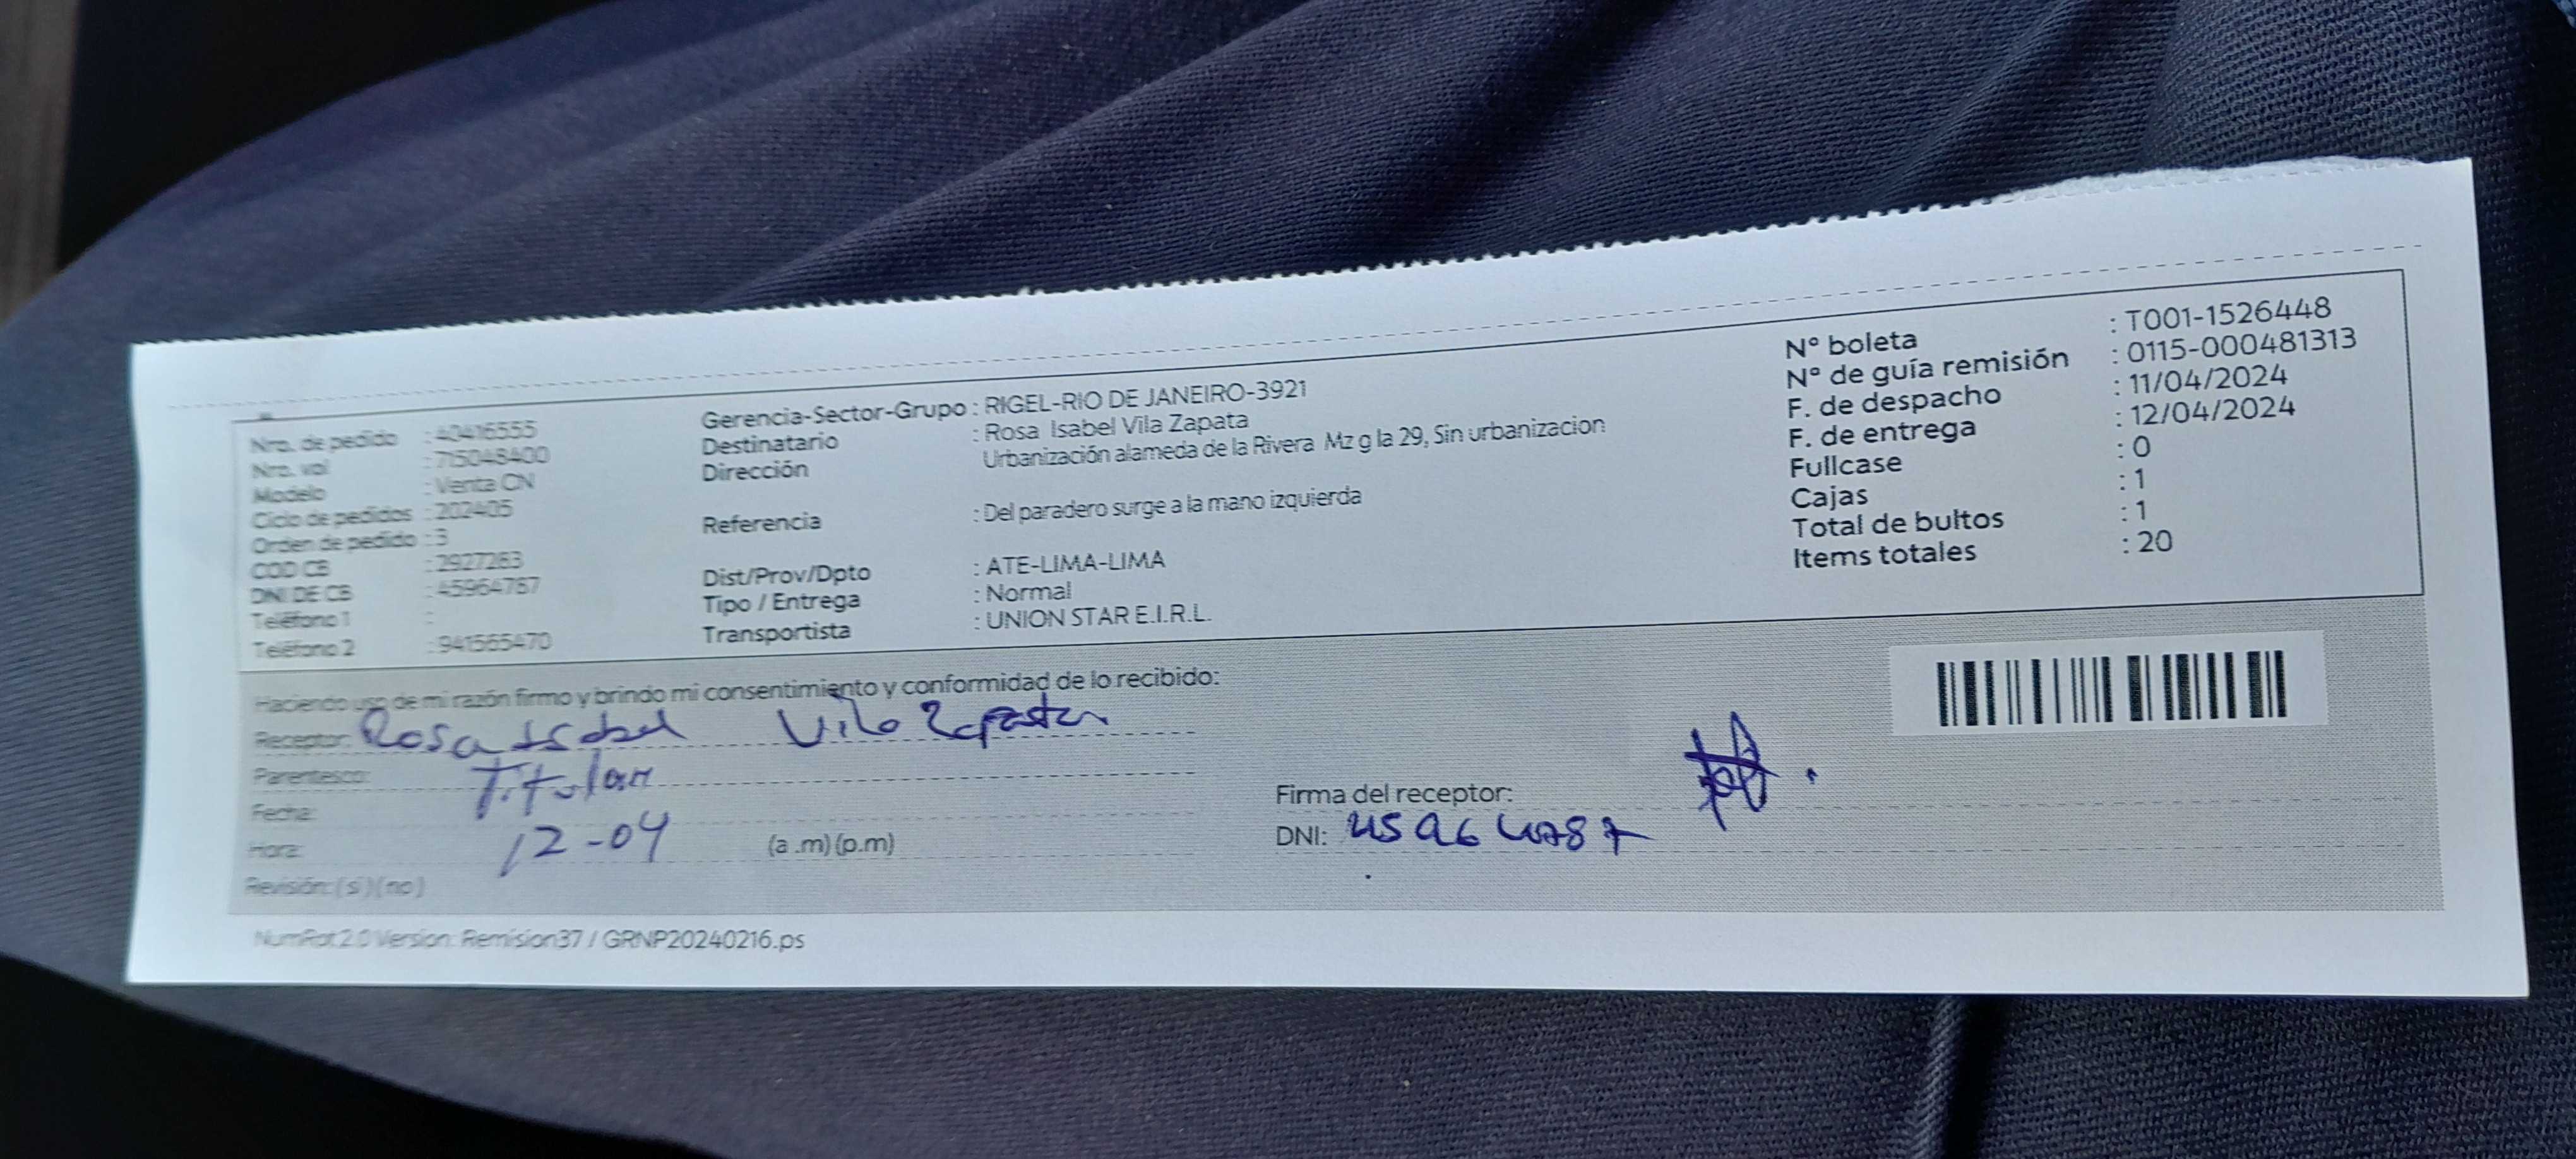 Nro. de pedido : 40416555
Nro. vol : 715048400
Modelo : Venta CN
Ciclo de pedidos : 202405
Orden de pedido : 3
COD CB : 2927263
DNI DE CB : 45964787
Teléfono 1 :
Teléfono 2 : 941565470
Gerencia-Sector-Grupo : RIGEL-RIO DE JANEIRO-3921
Destinatario : Rosa Isabel Vila Zapata
Dirección Urbanización alameda de la Rivera Mz g la 29, Sin urbanizacion
Referencia : Del paradero surge a la mano izquierda
Dist/Prov/Dpto : ATE-LIMA-LIMA
Tipo / Entrega : Normal
Transportista : UNION STAR E.I.R.L.
N° boleta : T001-1526448
N° de guía remisión : 0115-000481313
F. de despacho : 11/04/2024
F. de entrega : 12/04/2024
Fullcase : 0
Cajas : 1
Total de bultos : 1
Items totales : 20
Haciendo uso de mi razón firmo y brindo mi consentimiento y conformidad de lo recibido:
Receptor: Rosa Isabel Vila Zapata
Parentesco: Titular
Fecha: 12-04
Hora: (a .m) (p.m)
Revisión: ( si ) ( no )
Firma del receptor:
DNI: 45964787
NumRot 2.0 Version: Remision37 / GRNP20240216.ps